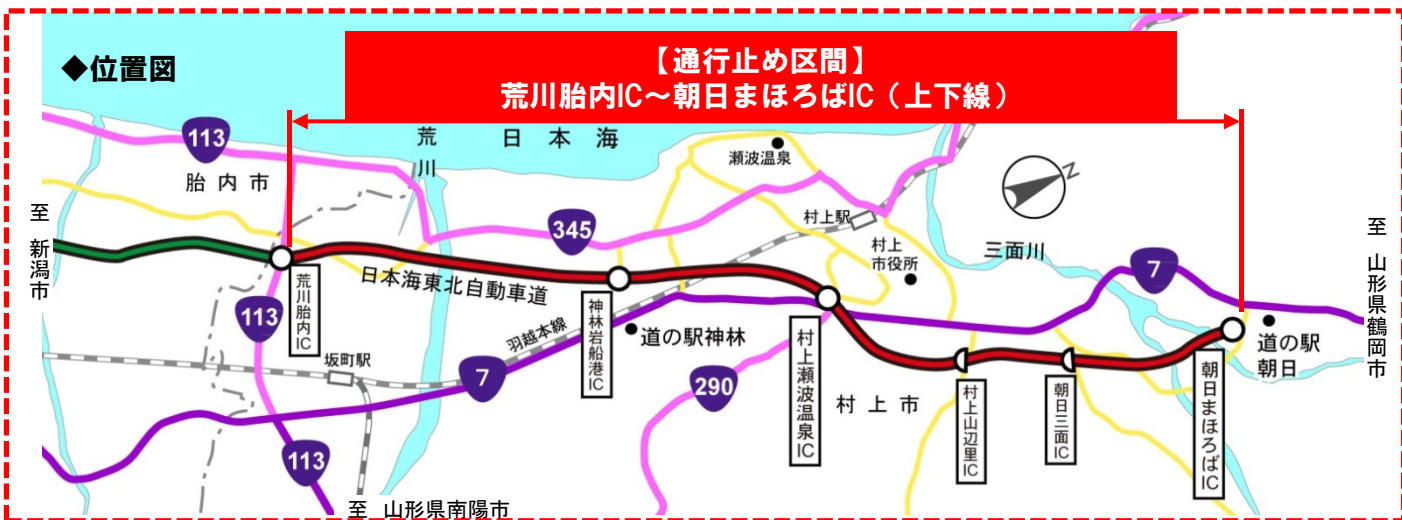 ◆位置図
【通行止め区間】
荒川胎内IC～朝日まほろばIC（上下線）
113
胎内市
荒川
日本海
瀬波温泉
N
至 新潟市
345
村上駅
村上
市役所
三面川
7
至 山形県鶴岡市
荒川胎内IC
日本海東北自動車道
神林岩船港IC
113
羽越本線
道の駅神林
坂町駅
7
290
村上瀬波温泉IC
村上市
村上山辺里IC
朝日三面IC
朝日まほろばIC
道の駅
朝日
113
至 山形県南陽市